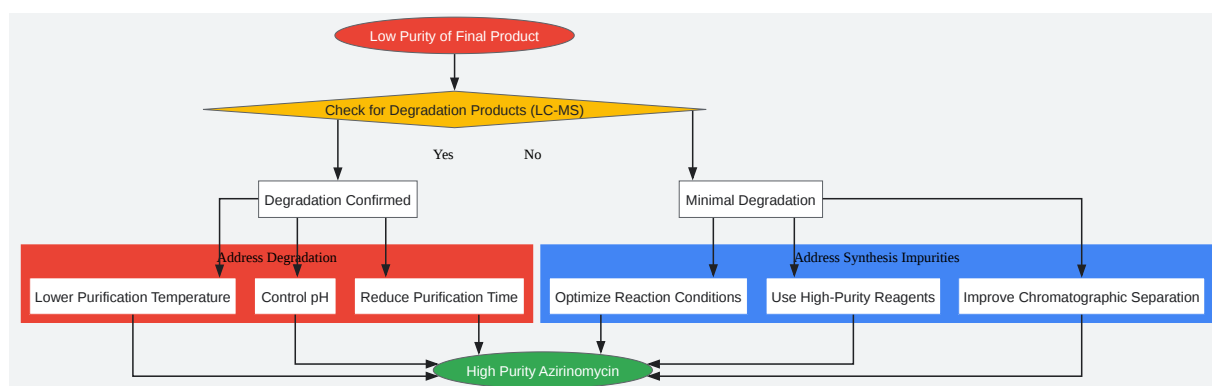 Low Purity of Final Product
Check for Degradation Products (LC-MS)
Yes
No
Degradation Confirmed
Minimal Degradation
Address Degradation
Address Synthesis Impurities
Lower Purification Temperature
Control pH
Reduce Purification Time
Optimize Reaction Conditions
Use High-Purity Reagents
Improve Chromatographic Separation
High Purity Azirinomycin